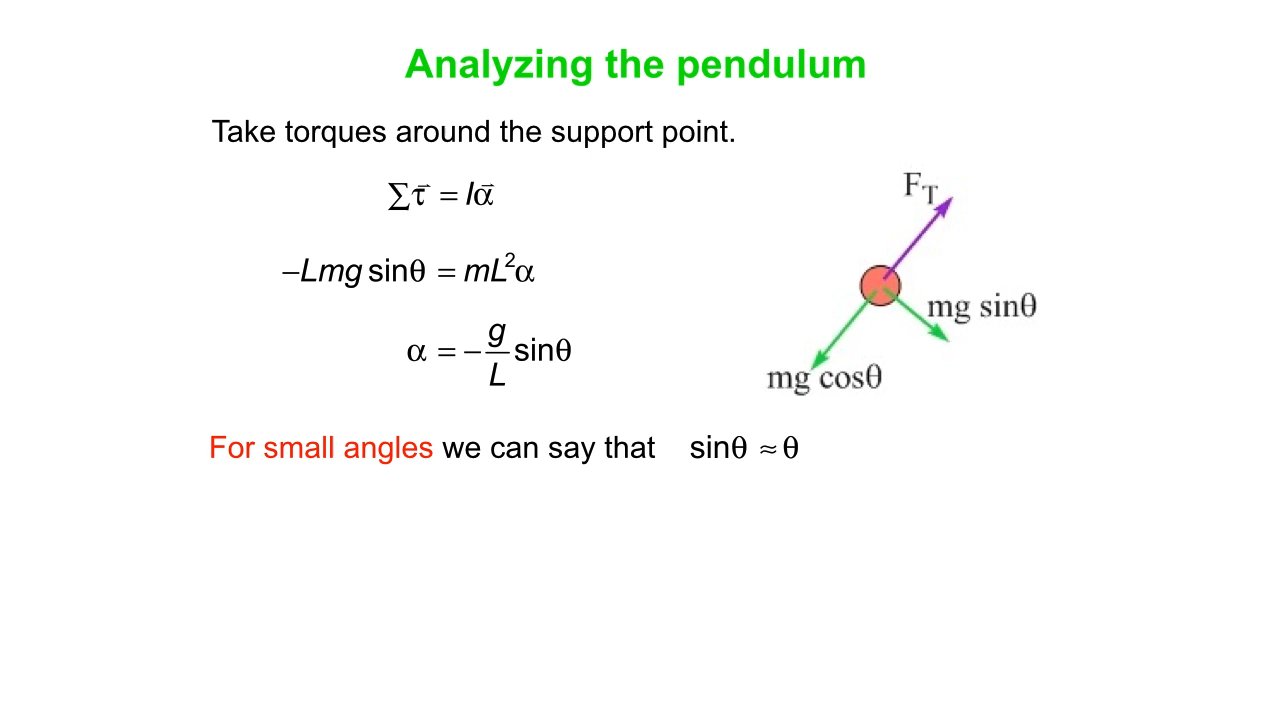 Analyzing the pendulum
Take torques around the support point.
∑τ⃗ = Iα⃗
−Lmg sinθ = mL²α
α = −g/L sinθ
F_T
mg sinθ
mg cosθ
For small angles we can say that sinθ ≈ θ